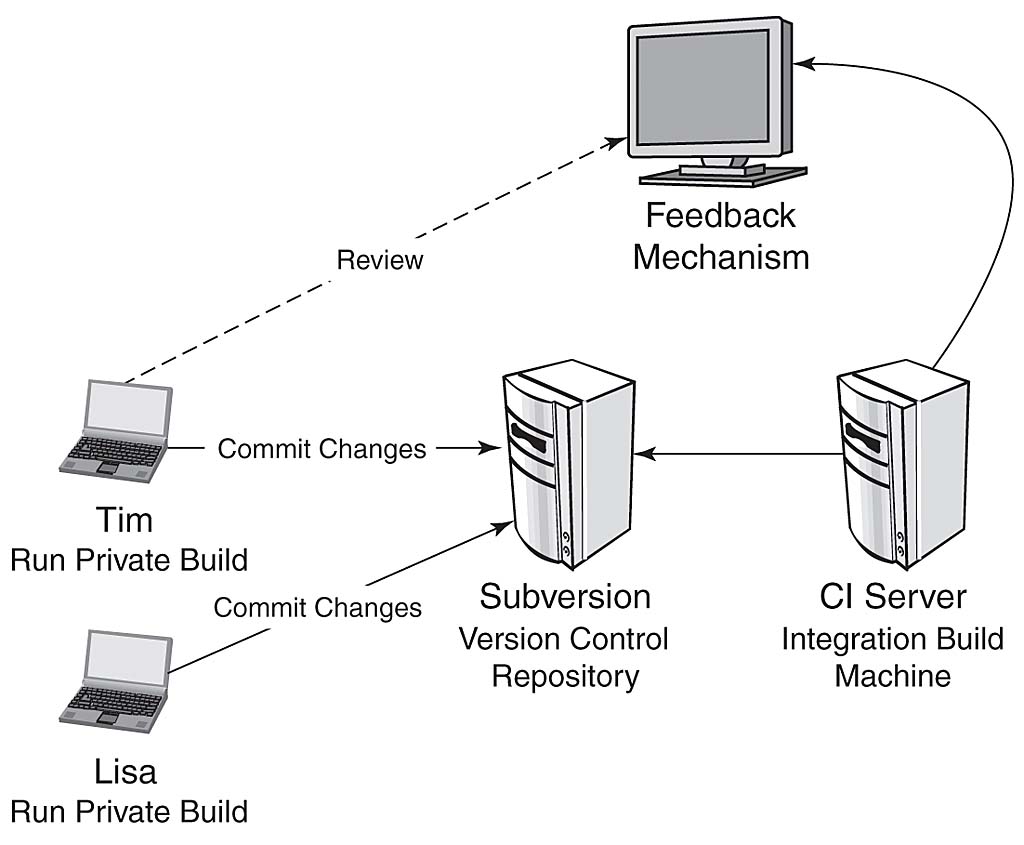 Feedback
Mechanism
Review
Commit Changes
Tim
Run Private Build
Commit Changes
Subversion
Version Control
Repository
CI Server
Integration Build
Machine
Lisa
Run Private Build